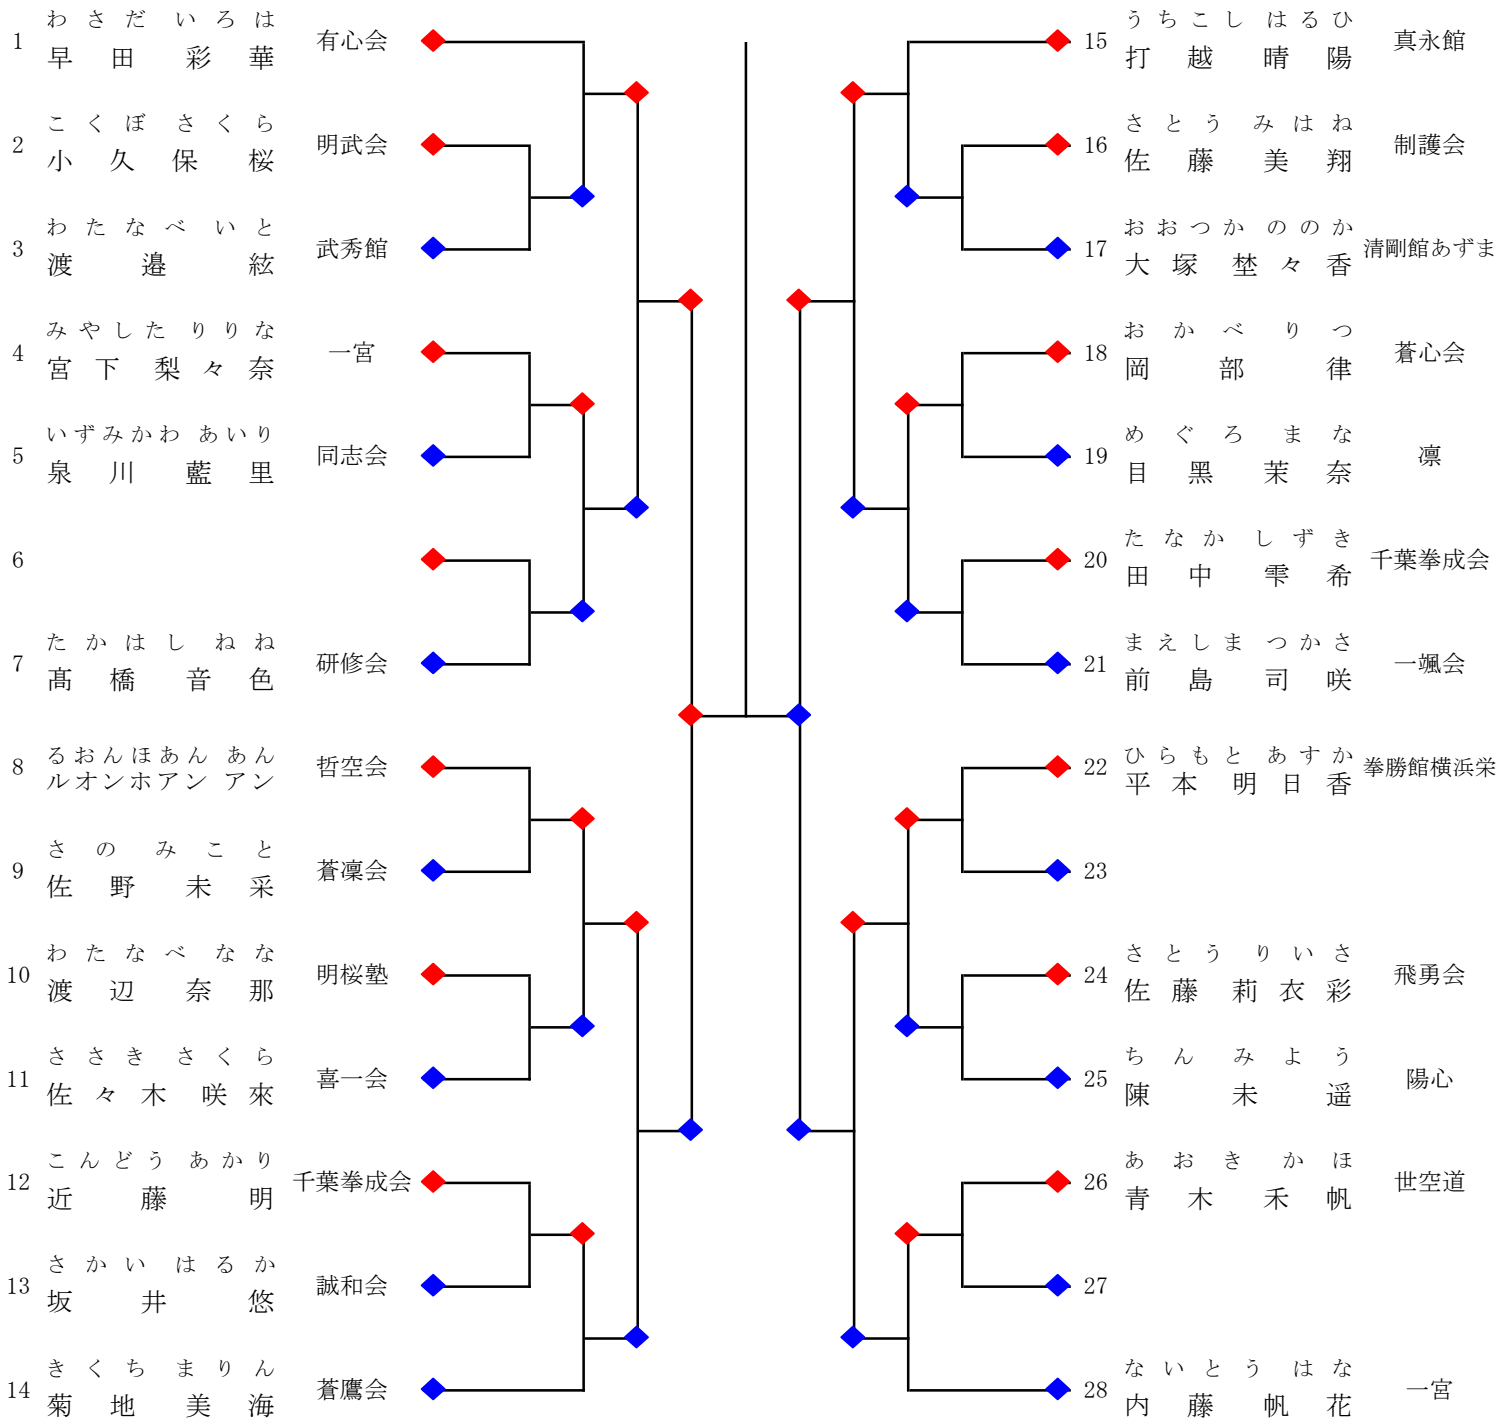 わさだ いろは
1 早田 彩華 有心会
こくぼ さくら
2 小久保 桜 明武会
わたなべ いと
3 渡邉 絃 武秀館
みやした りりな
4 宮下 梨々奈 一宮
いずみかわ あいり
5 泉川 藍里 同志会
6
たかはし ねね
7 髙橋 音色 研修会
るおんほあん あん
8 ルオンホアン アン 哲空会
さの みこと
9 佐野 未采 蒼凜会
わたなべ なな
10 渡辺 奈那 明桜塾
ささき さくら
11 佐々木 咲來 喜一会
こんどう あかり
12 近藤 明 千葉拳成会
さかい はるか
13 坂井 悠 誠和会
きくち まりん
14 菊地 美海 蒼鷹会
うちこし はるひ
15 打越 晴陽 真永館
さとう みはね
16 佐藤 美翔 制護会
おおつか ののか
17 大塚 埜々香 清剛館あずま
おかべ りつ
18 岡部 律 蒼心会
めぐろ まな
19 目黒 茉奈 凛
たなか しずき
20 田中 雫希 千葉拳成会
まえしま つかさ
21 前島 司咲 一颯会
ひらもと あすか
22 平本 明日香 拳勝館横浜栄
23
さとう りいさ
24 佐藤 莉衣彩 飛勇会
ちん みよう
25 陳 未遥 陽心
あおき かほ
26 青木 禾帆 世空道
27
ないとう はな
28 内藤 帆花 一宮